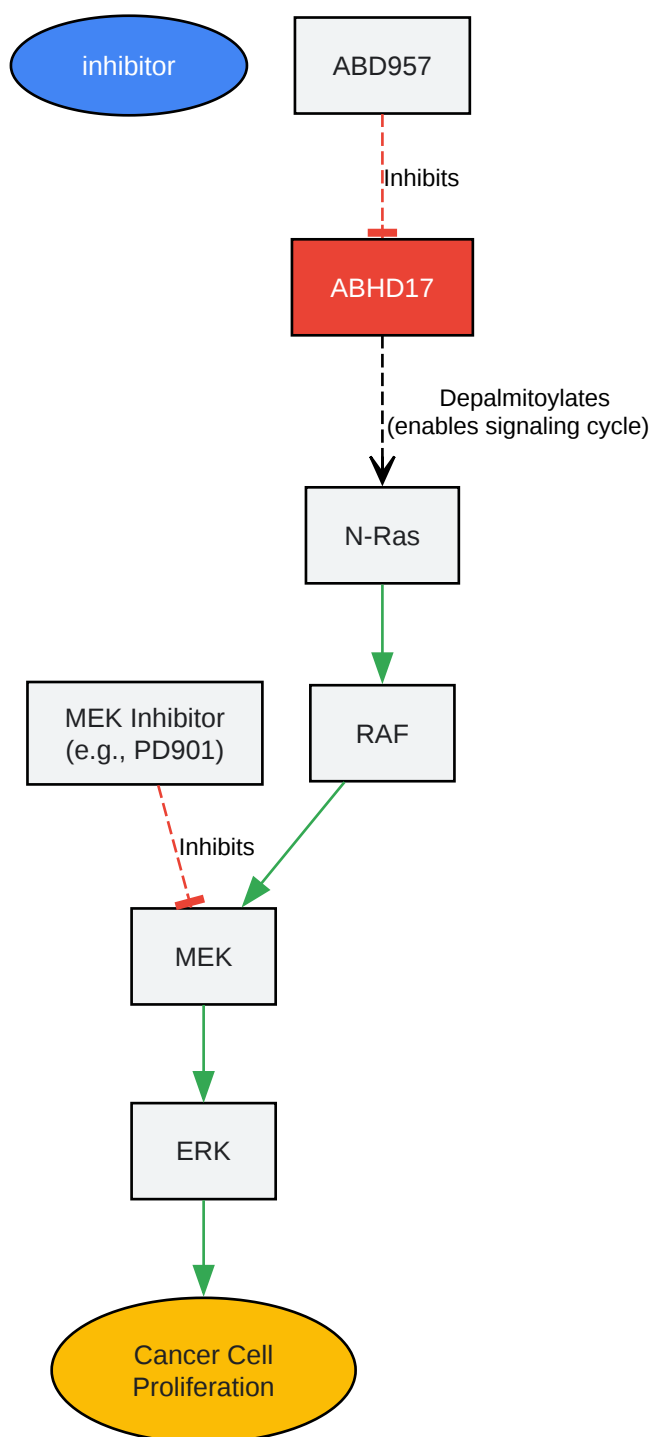 inhibitor
ABD957
Inhibits
ABHD17
Depalmitoylates
(enables signaling cycle)
N-Ras
MEK Inhibitor
(e.g., PD901)
RAF
Inhibits
MEK
ERK
Cancer Cell
Proliferation